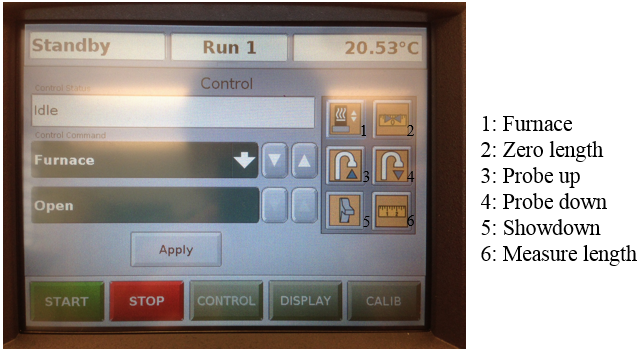 Standby Run 1 20.53°C
Control
Control Status
Idle
Control Command
Furnace
Open
Apply
START STOP CONTROL DISPLAY CALIB
1 2
3 4
5 6
1: Furnace
2: Zero length
3: Probe up
4: Probe down
5: Showdown
6: Measure length